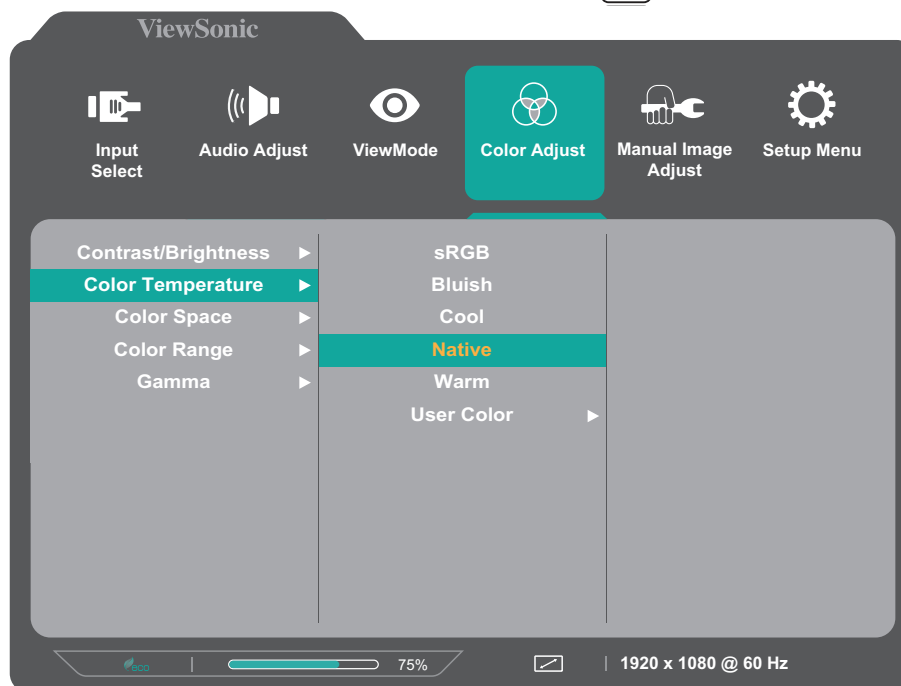 ViewSonic
Input
Select
Audio Adjust
ViewMode
Color Adjust
Manual Image
Adjust
Setup Menu
Contrast/Brightness
Color Temperature
Color Space
Color Range
Gamma
sRGB
Bluish
Cool
Native
Warm
User Color
eco
75%
1920 x 1080 @ 60 Hz